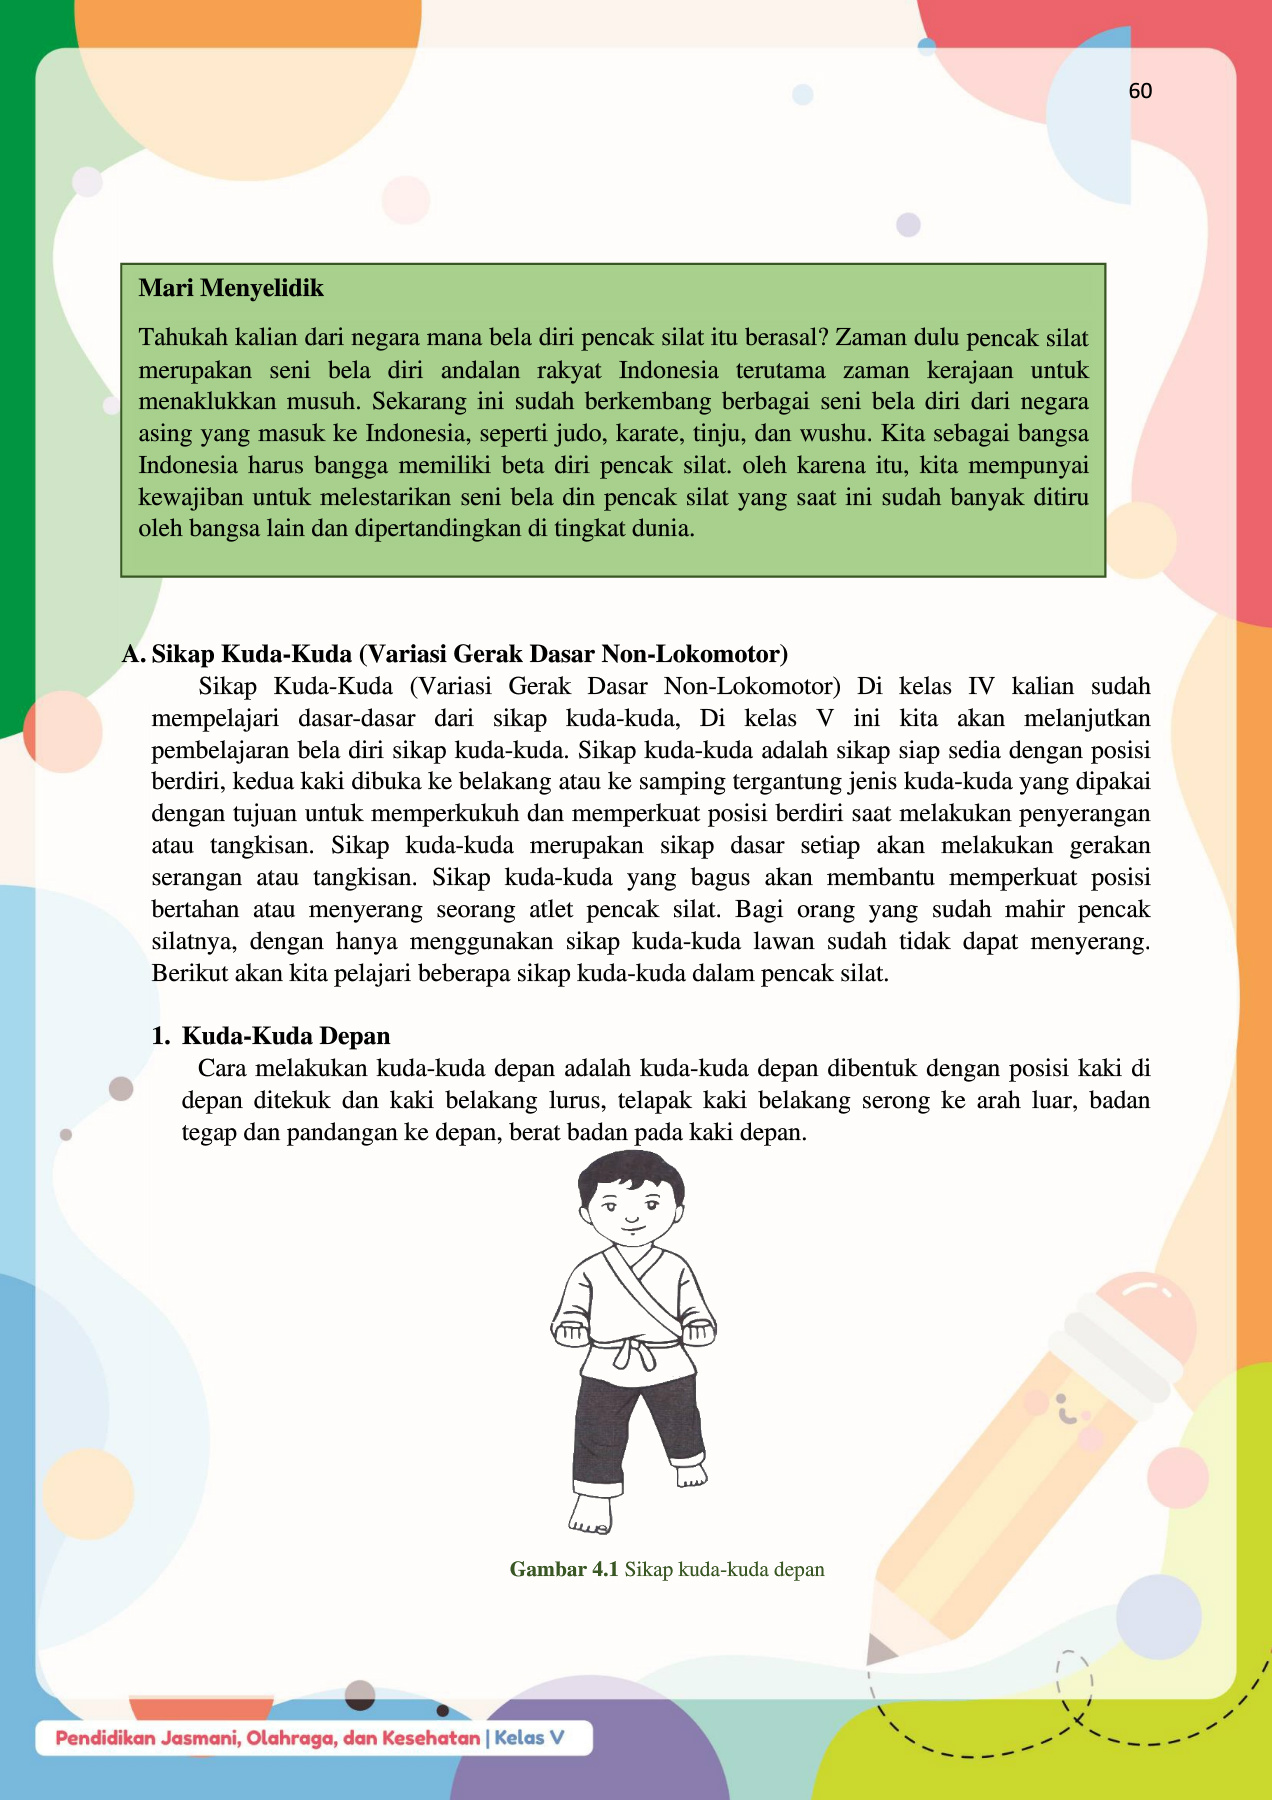 60
Mari Menyelidik
Tahukah kalian dari negara mana bela diri pencak silat itu berasal? Zaman dulu pencak silat
merupakan seni bela diri andalan rakyat Indonesia terutama zaman kerajaan untuk
menaklukkan musuh. Sekarang ini sudah berkembang berbagai seni bela diri dari negara
asing yang masuk ke Indonesia, seperti judo, karate, tinju, dan wushu. Kita sebagai bangsa
Indonesia harus bangga memiliki beta diri pencak silat. oleh karena itu, kita mempunyai
kewajiban untuk melestarikan seni bela din pencak silat yang saat ini sudah banyak ditiru
oleh bangsa lain dan dipertandingkan di tingkat dunia.
A. Sikap Kuda-Kuda (Variasi Gerak Dasar Non-Lokomotor)
Sikap Kuda-Kuda (Variasi Gerak Dasar Non-Lokomotor) Di kelas IV kalian sudah
mempelajari dasar-dasar dari sikap kuda-kuda, Di kelas V ini kita akan melanjutkan
pembelajaran bela diri sikap kuda-kuda. Sikap kuda-kuda adalah sikap siap sedia dengan posisi
berdiri, kedua kaki dibuka ke belakang atau ke samping tergantung jenis kuda-kuda yang dipakai
dengan tujuan untuk memperkukuh dan memperkuat posisi berdiri saat melakukan penyerangan
atau tangkisan. Sikap kuda-kuda merupakan sikap dasar setiap akan melakukan gerakan
serangan atau tangkisan. Sikap kuda-kuda yang bagus akan membantu memperkuat posisi
bertahan atau menyerang seorang atlet pencak silat. Bagi orang yang sudah mahir pencak
silatnya, dengan hanya menggunakan sikap kuda-kuda lawan sudah tidak dapat menyerang.
Berikut akan kita pelajari beberapa sikap kuda-kuda dalam pencak silat.
1. Kuda-Kuda Depan
Cara melakukan kuda-kuda depan adalah kuda-kuda depan dibentuk dengan posisi kaki di
depan ditekuk dan kaki belakang lurus, telapak kaki belakang serong ke arah luar, badan
tegap dan pandangan ke depan, berat badan pada kaki depan.
Gambar 4.1 Sikap kuda-kuda depan
Pendidikan Jasmani, Olahraga, dan Kesehatan | Kelas V